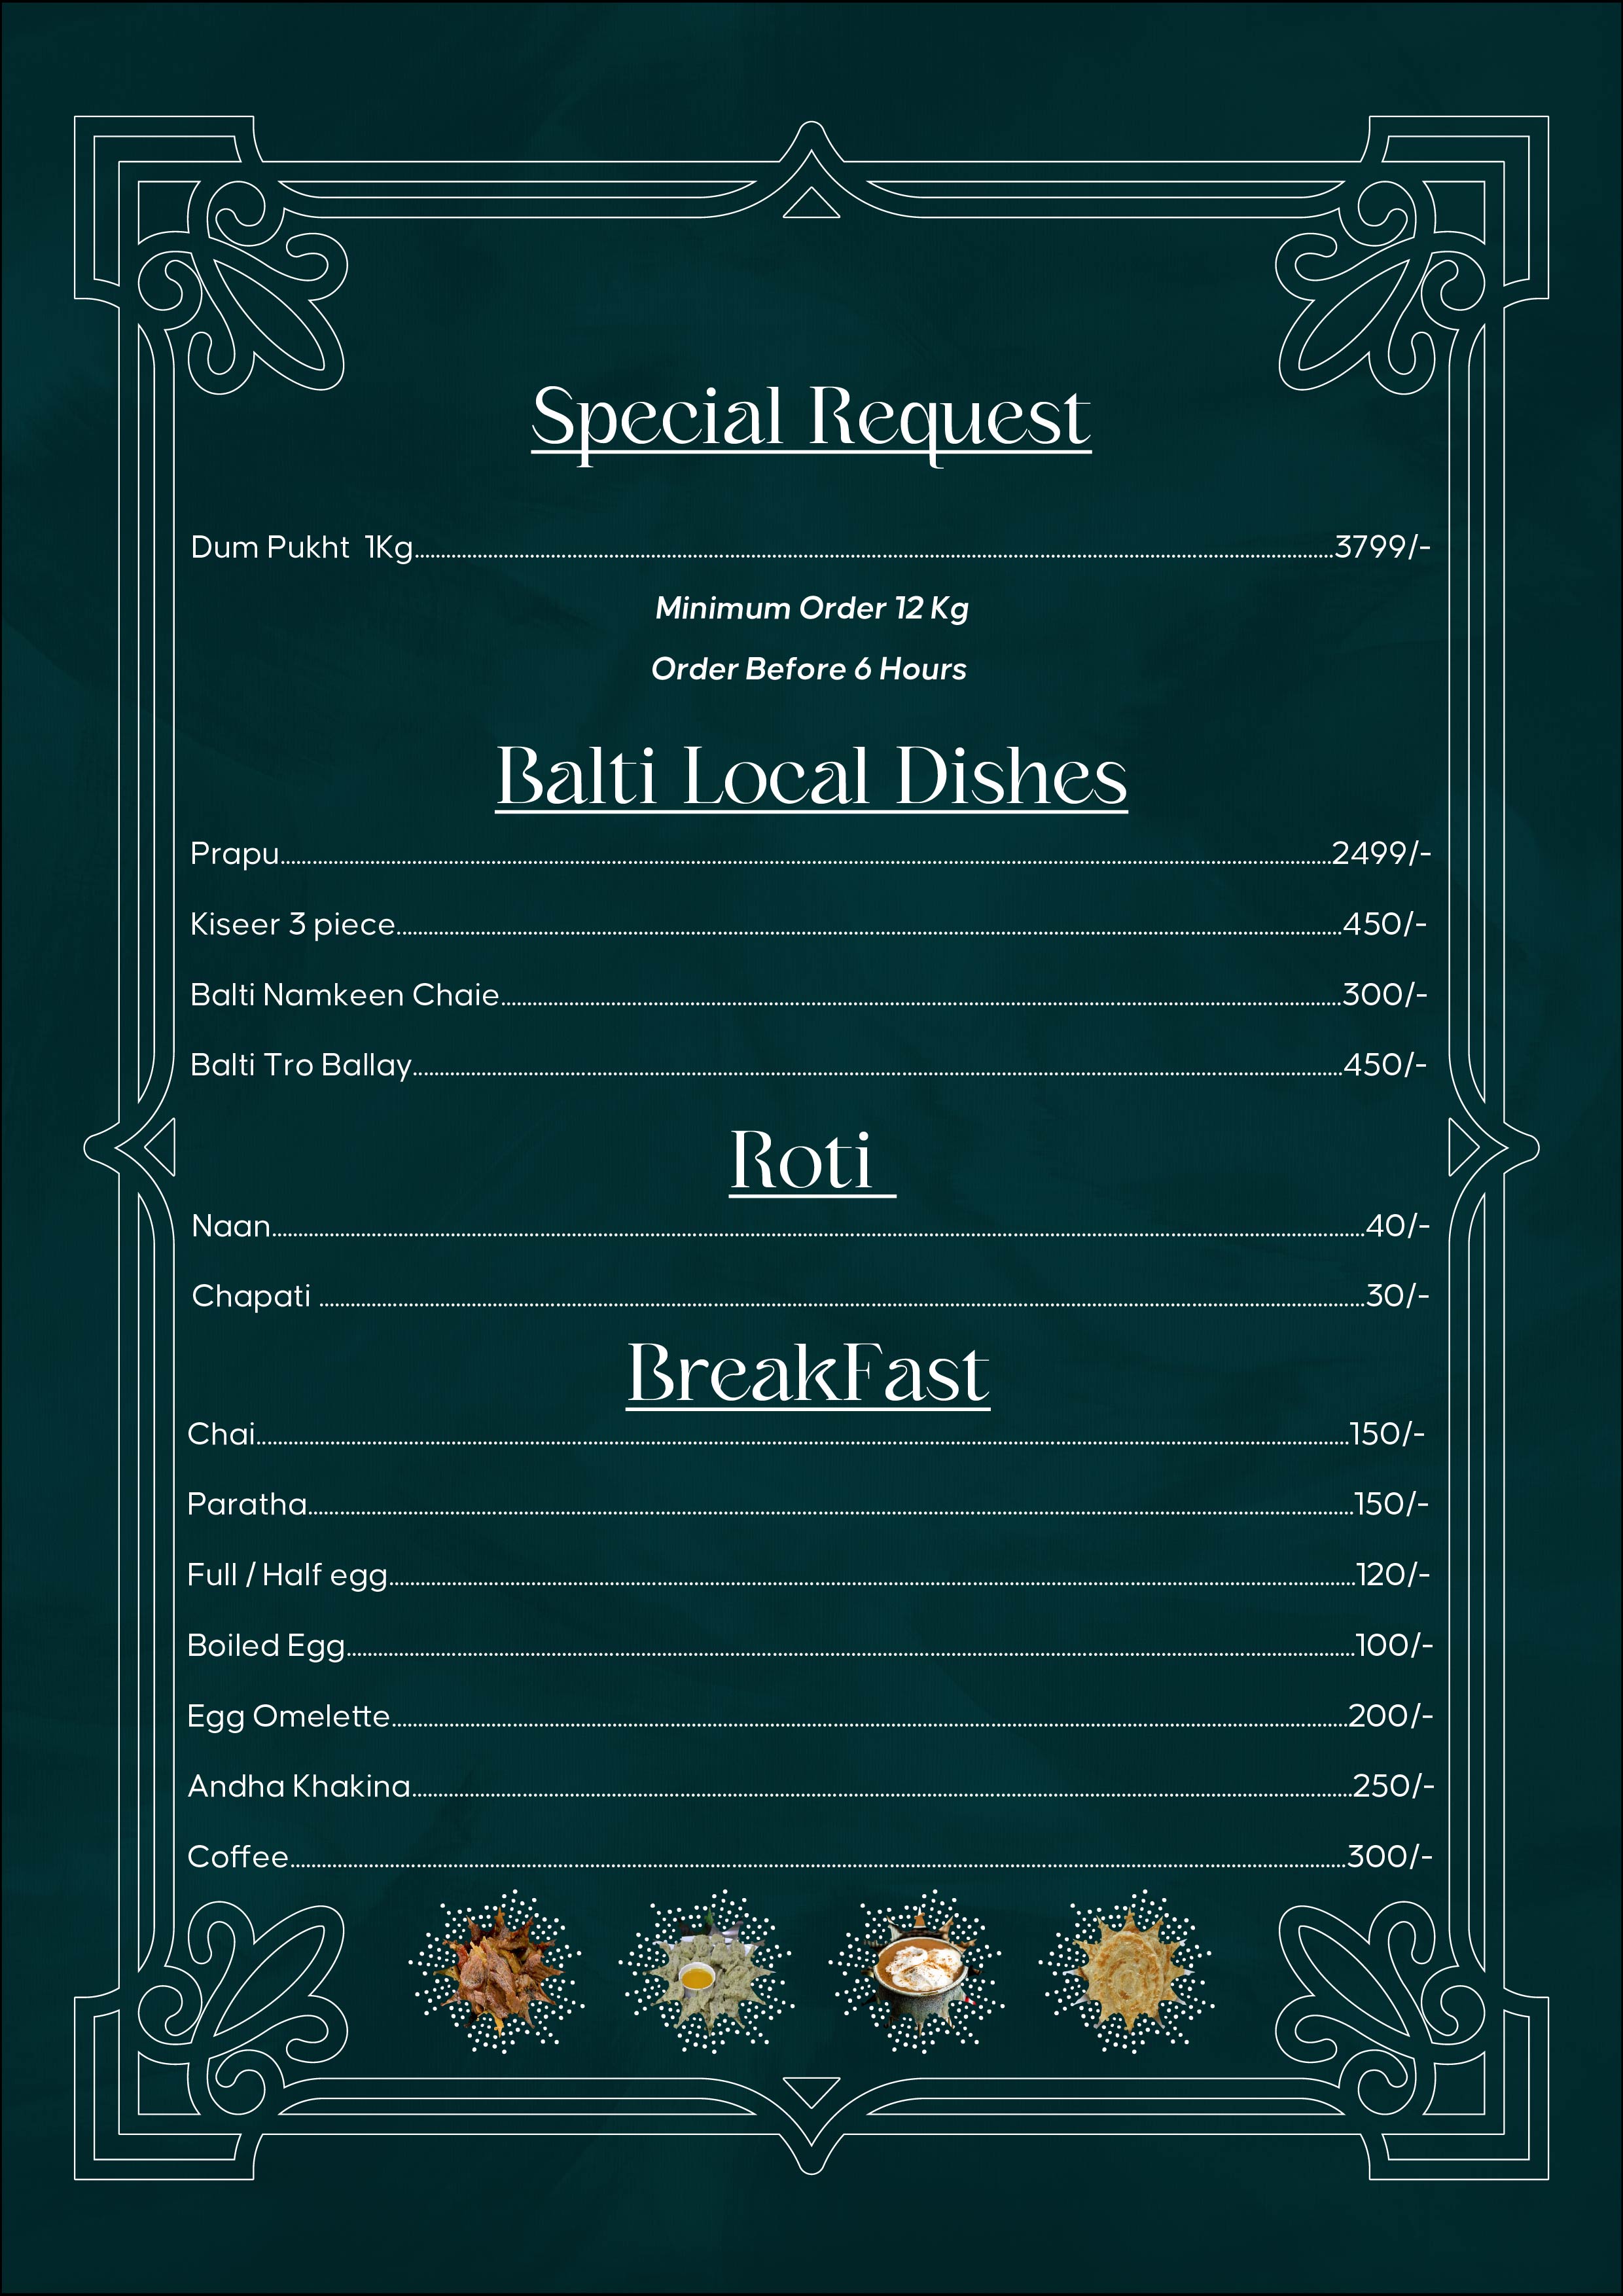 Special Request
Dum Pukht 1Kg........3799/-
Minimum Order 12 Kg
Order Before 6 Hours
Balti Local Dishes
Prapu........2499/-
Kiseer 3 piece........450/-
Balti Namkeen Chaie........300/-
Balti Tro Ballay........450/-
Roti
Naan........40/-
Chapati ........30/-
BreakFast
Chai........150/-
Paratha........150/-
Full / Half egg........120/-
Boiled Egg........100/-
Egg Omelette........200/-
Andha Khakina........250/-
Coffee........300/-